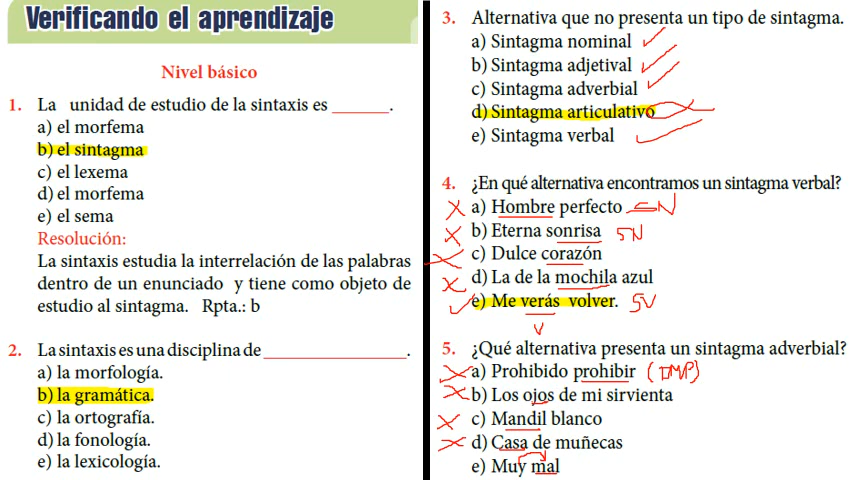 Verificando el aprendizaje
Nivel básico
1. La unidad de estudio de la sintaxis es ______.
a) el morfema
b) el sintagma
c) el lexema
d) el morfema
e) el sema
Resolución:
La sintaxis estudia la interrelación de las palabras
dentro de un enunciado y tiene como objeto de
estudio al sintagma. Rpta.: b
2. La sintaxis es una disciplina de _______________.
a) la morfología.
b) la gramática.
c) la ortografía.
d) la fonología.
e) la lexicología.
3. Alternativa que no presenta un tipo de sintagma.
a) Sintagma nominal
b) Sintagma adjetival
c) Sintagma adverbial
d) Sintagma articulativo
e) Sintagma verbal
4. ¿En qué alternativa encontramos un sintagma verbal?
a) Hombre perfecto SN
b) Eterna sonrisa SN
c) Dulce corazón
d) La de la mochila azul
e) Me verás volver. SV
V
5. ¿Qué alternativa presenta un sintagma adverbial?
a) Prohibido prohibir (IMP)
b) Los ojos de mi sirvienta
c) Mandil blanco
d) Casa de muñecas
e) Muy mal